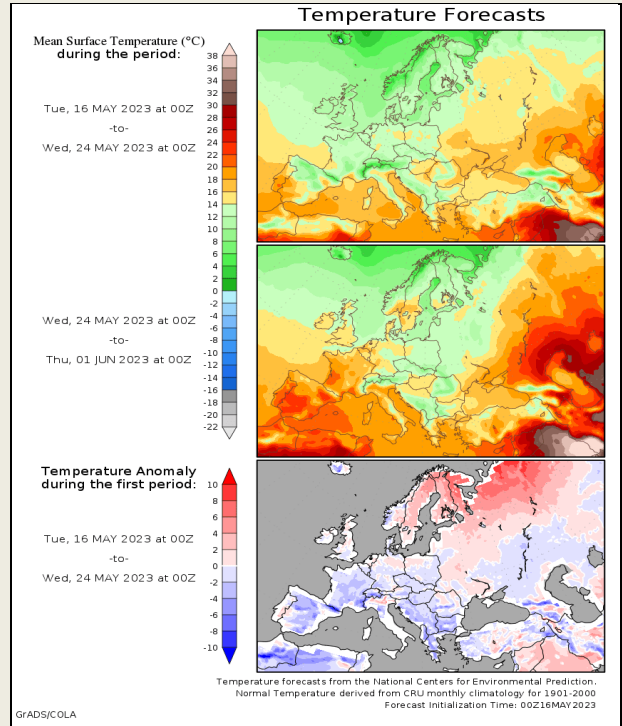 Temperature Forecasts
Mean Surface Temperature (°C)
during the period:
Tue, 16 MAY 2023 at 00Z
-to-
Wed, 24 MAY 2023 at 00Z
38
36
34
32
30
28
26
24
22
20
18
16
14
12
10
8
6
4
2
0
-2
-4
-6
-8
-10
-12
-14
-16
-18
-20
-22
Wed, 24 MAY 2023 at 00Z
-to-
Thu, 01 JUN 2023 at 00Z
Temperature Anomaly
during the first period:
Tue, 16 MAY 2023 at 00Z
-to-
Wed, 24 MAY 2023 at 00Z
10
8
6
4
2
0
-2
-4
-6
-8
-10
Temperature forecasts from the National Centers for Environmental Prediction.
Normal Temperature derived from CRU monthly climatology for 1901-2000
Forecast Initialization Time: 00Z16MAY2023
GrADS/COLA